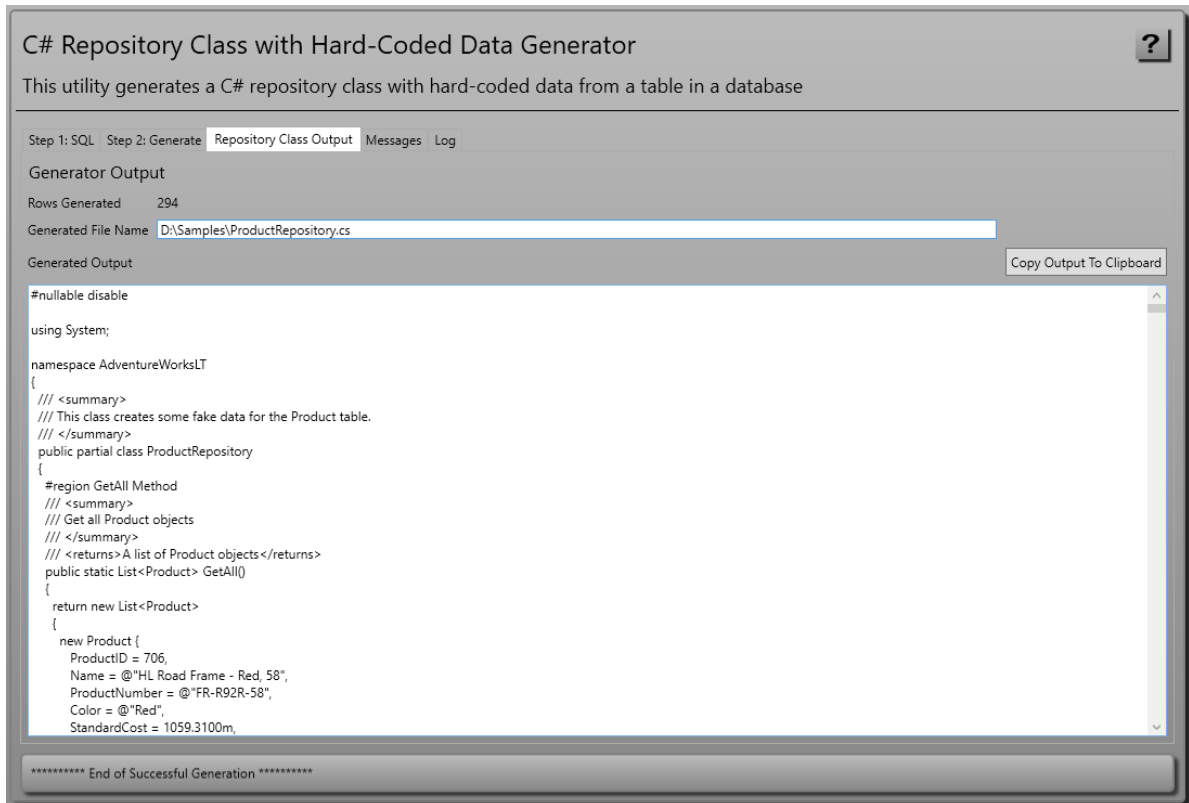 C# Repository Class with Hard-Coded Data Generator
?
This utility generates a C# repository class with hard-coded data from a table in a database
Step 1: SQL Step 2: Generate Repository Class Output Messages Log
Generator Output
Rows Generated 294
Generated File Name D:\Samples\ProductRepository.cs
Generated Output Copy Output To Clipboard
#nullable disable
using System;
namespace AdventureWorksLT
{
/// <summary>
/// This class creates some fake data for the Product table.
/// </summary>
public partial class ProductRepository
{
#region GetAll Method
/// <summary>
/// Get all Product objects
/// </summary>
/// <returns>A list of Product objects</returns>
public static List<Product> GetAll()
{
return new List<Product>
{
new Product {
ProductID = 706,
Name = @"HL Road Frame - Red, 58",
ProductNumber = @"FR-R92R-58",
Color = @"Red",
StandardCost = 1059.3100m,
********** End of Successful Generation **********